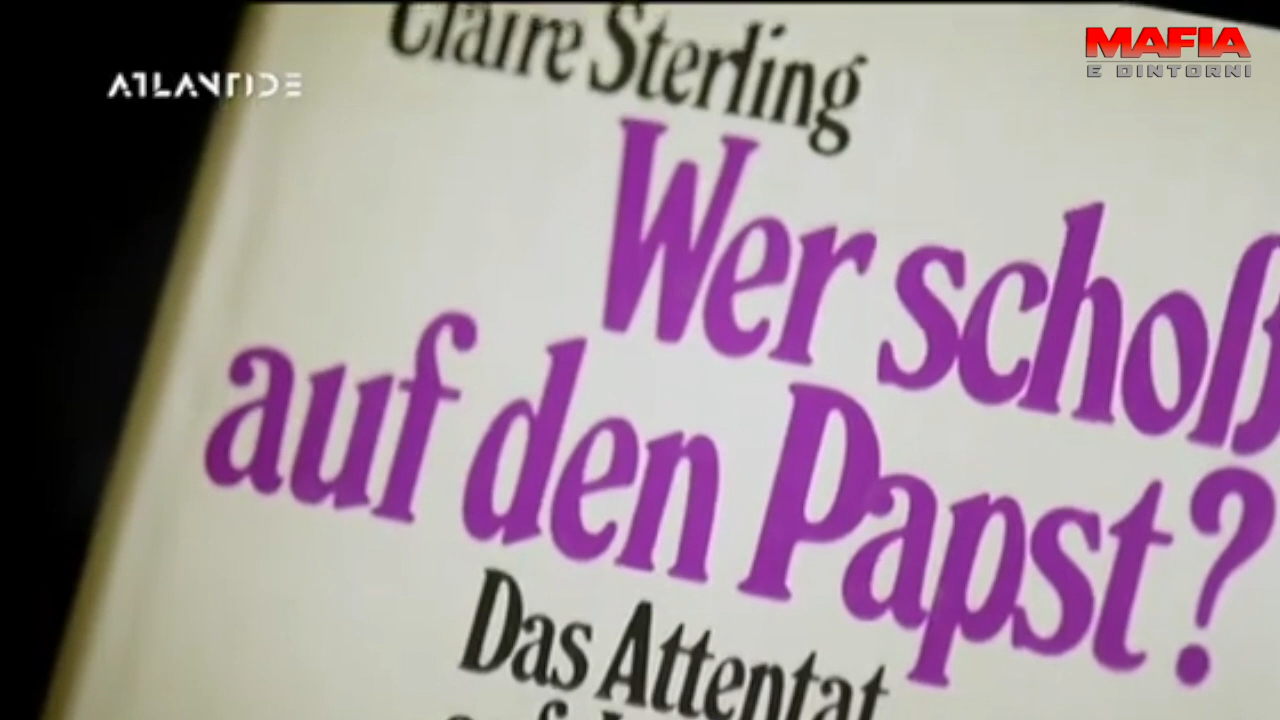 ATLANTIDE
MAFIA
E DINTORNI
Claire Sterling
Wer schoß
auf den Papst?
Das Attentat